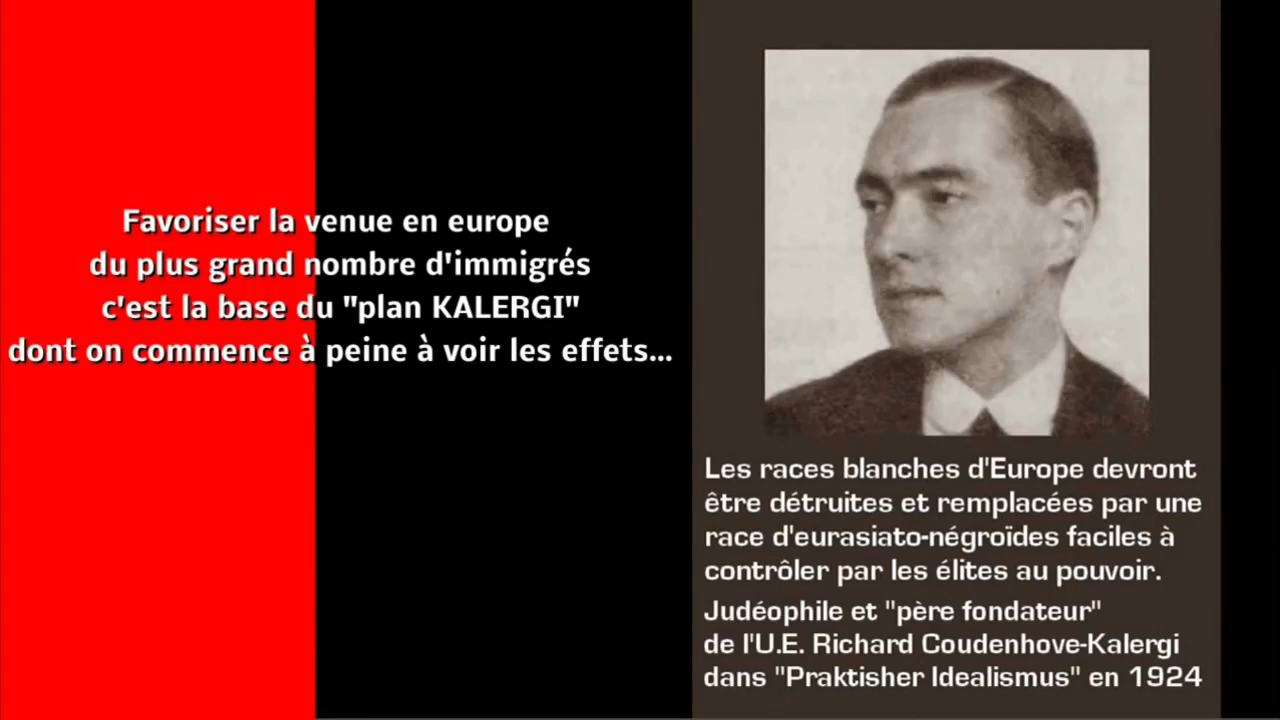 Favoriser la venue en europe
du plus grand nombre d'immigrés
c'est la base du "plan KALERGI"
dont on commence à peine à voir les effets...
Les races blanches d'Europe devront
être détruites et remplacées par une
race d'eurasiato-négroïdes faciles à
contrôler par les élites au pouvoir.
Judéophile et "père fondateur"
de l'U.E. Richard Coudenhove-Kalergi
dans "Praktisher Idealismus" en 1924